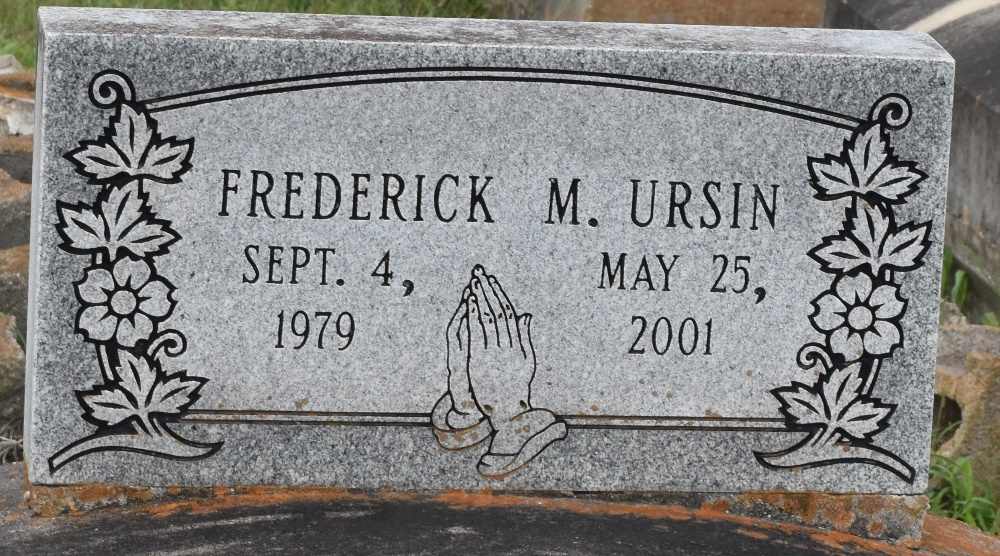 FREDERICK M. URSIN
SEPT. 4, MAY 25,
1979 2001